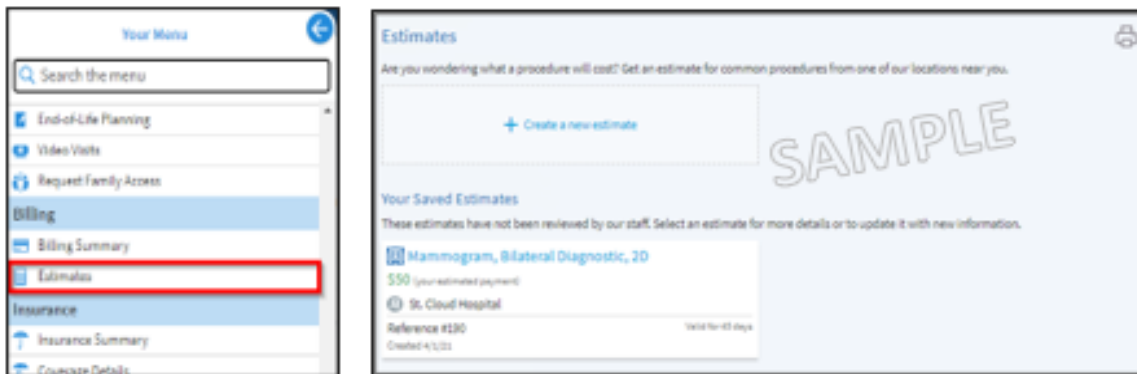 Your Menu
Search the menu
End-of-Life Planning
Video Visits
Request Family Access
Billing
Billing Summary
Estimates
Insurance
Insurance Summary
Coverage Details
Estimates
Are you wondering what a procedure will cost? Get an estimate for common procedures from one of our locations near you.
+ Create a new estimate
SAMPLE
Your Saved Estimates
These estimates have not been reviewed by our staff. Select an estimate for more details or to update it with new information.
Mammogram, Bilateral Diagnostic, 2D
$50 (your estimated payment)
St. Cloud Hospital
Reference #190
Valid for days
Created 4/1/21